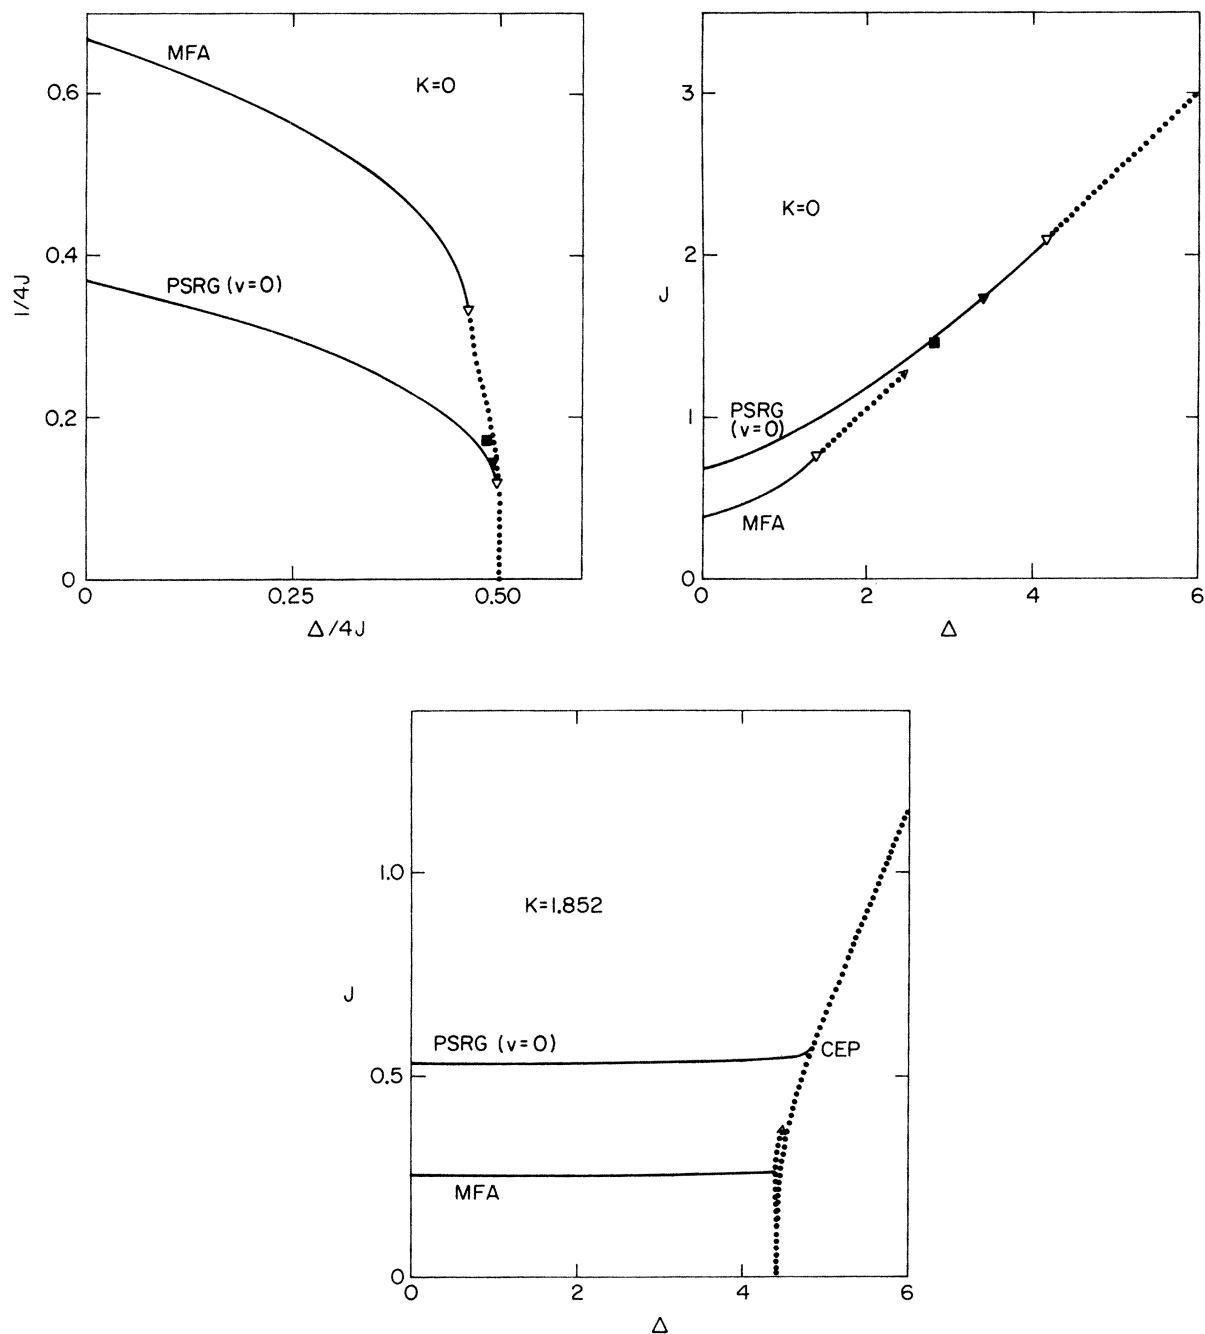 MFA
K=0
0.6
0.4
PSRG (v=0)
1/4J
0.2
0
0
0.25
0.50
Δ/4J
3
K=0
2
J
PSRG
(v=0)
1
MFA
0
0
2
4
6
Δ
1.0
K=1.852
J
PSRG (v=0)
CEP
0.5
MFA
0
0
2
4
6
Δ